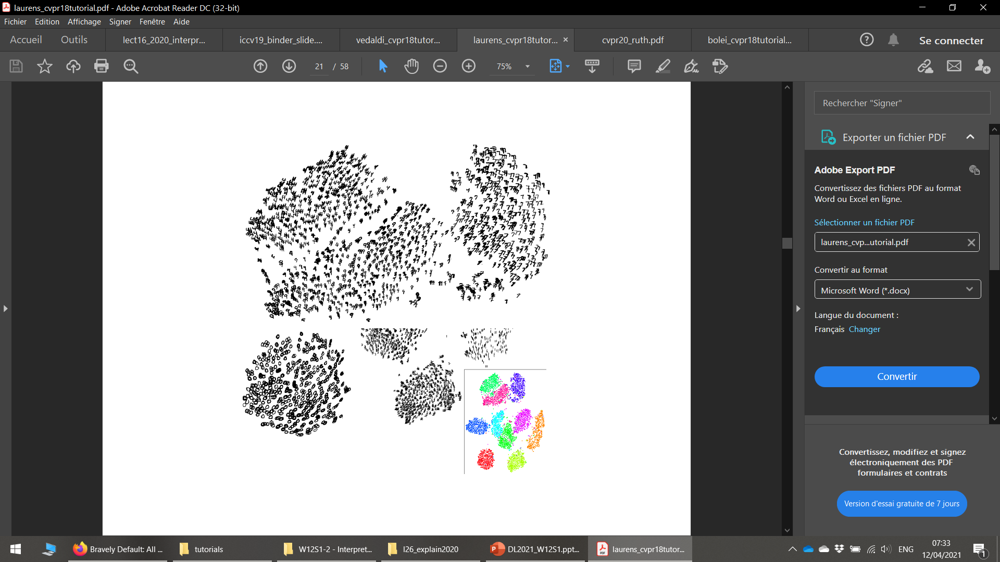 laurens_cvpr18tutorial.pdf - Adobe Acrobat Reader DC (32-bit)
Fichier Edition Affichage Signer Fenêtre Aide
Accueil Outils lect16_2020_interpr... iccv19_binder_slide.... vedaldi_cvpr18tutor... laurens_cvpr18tutor... cvpr20_ruth.pdf bolei_cvpr18tutorial... Se connecter
21 / 58 75%
Rechercher "Signer"
Exporter un fichier PDF
Adobe Export PDF
Convertissez des fichiers PDF au format
Word ou Excel en ligne.
Sélectionner un fichier PDF
laurens_cvp...utorial.pdf
Convertir au format
Microsoft Word (*.docx)
Langue du document :
Français Changer
Convertir
Convertissez, modifiez et signez
électroniquement des PDF
formulaires et contrats
Version d'essai gratuite de 7 jours
Bravely Default: All ... tutorials W12S1-2 - Interpret... l26_explain2020 DL2021_W12S1.ppt... laurens_cvpr18tutor... ENG 07:33
12/04/2021 1